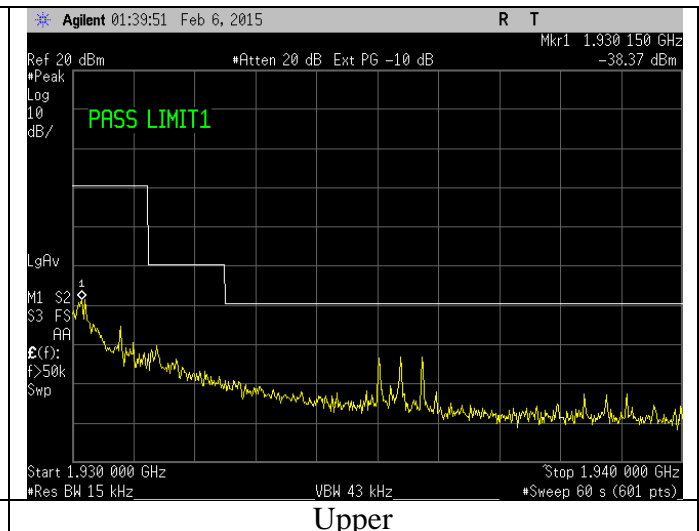 Agilent 01:39:51 Feb 6, 2015 R T
Mkr1 1.930 150 GHz
Ref 20 dBm #Atten 20 dB Ext PG -10 dB -38.37 dBm
#Peak
Log
10
dB/
PASS LIMIT1
LgAv
1
M1 S2
S3 FS
AA
£(f):
f>50k
Swp
Start 1.930 000 GHz Stop 1.940 000 GHz
#Res BW 15 kHz VBW 43 kHz #Sweep 60 s (601 pts)
Upper